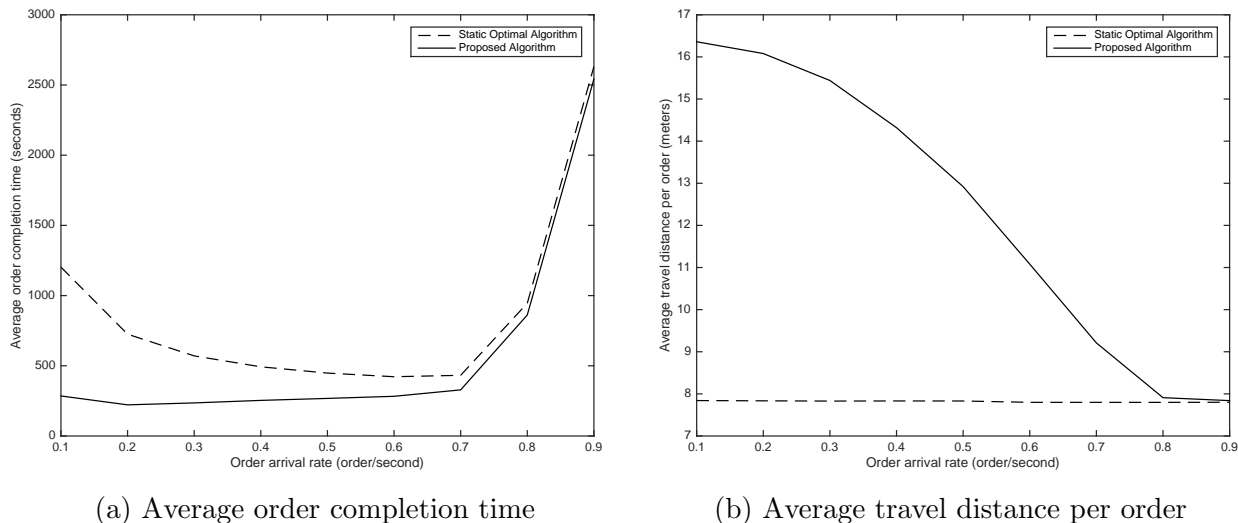 3000
2500
2000
1500
1000
500
0
Average order completion time (seconds)
Static Optimal Algorithm
Proposed Algorithm
0.1 0.2 0.3 0.4 0.5 0.6 0.7 0.8 0.9
Order arrival rate (order/second)
(a) Average order completion time
17
16
15
14
13
12
11
10
9
8
7
Average travel distance per order (meters)
Static Optimal Algorithm
Proposed Algorithm
0.1 0.2 0.3 0.4 0.5 0.6 0.7 0.8 0.9
Order arrival rate (order/second)
(b) Average travel distance per order